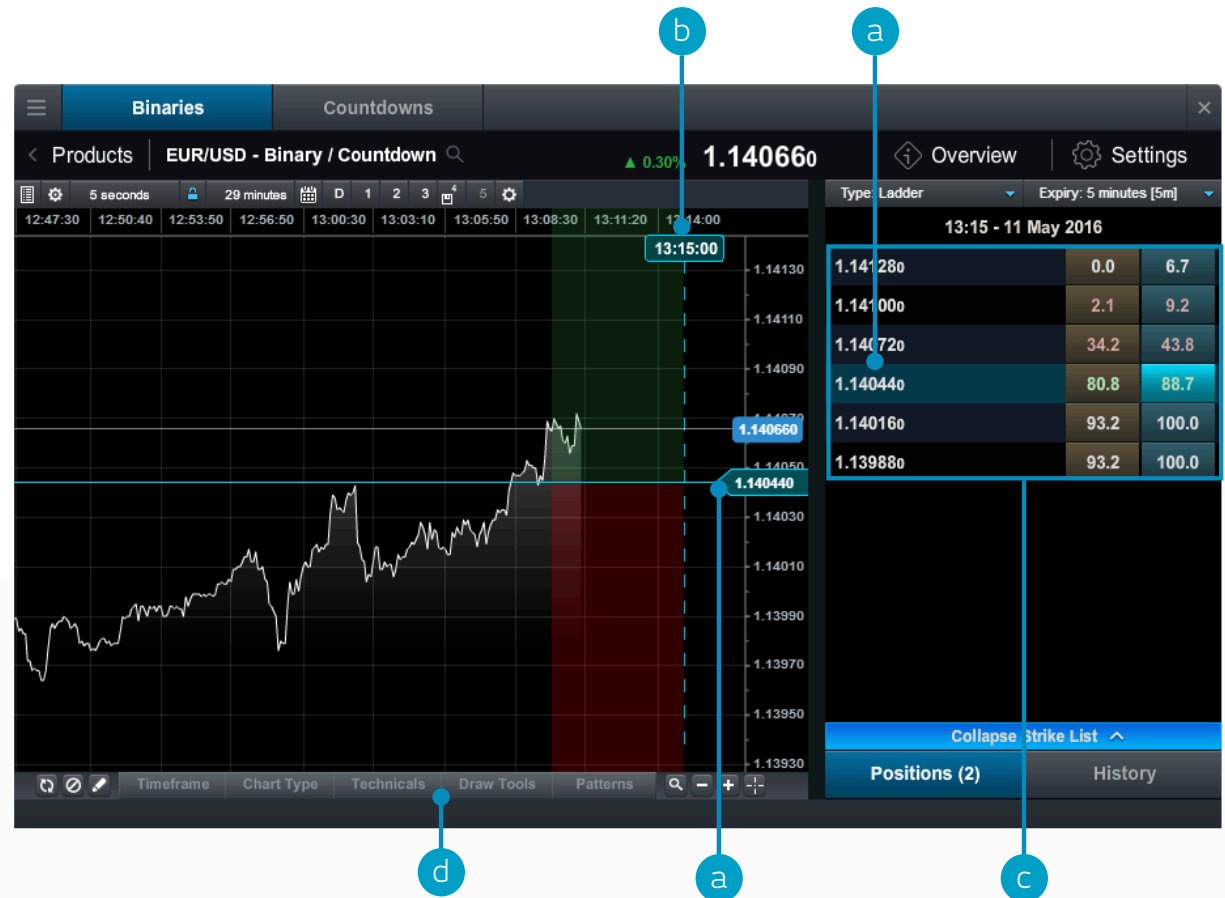 b a
Binaries Countdowns ×
< Products EUR/USD - Binary / Countdown ▲ 0.30% 1.140660 Overview Settings
5 seconds 29 minutes D 1 2 3 4 5 Type: Ladder Expiry: 5 minutes [5m]
12:47:30 12:50:40 12:53:50 12:56:50 13:00:30 13:03:10 13:05:50 13:08:30 13:11:20 13:14:00
13:15 - 11 May 2016
13:15:00
1.14130
1.14110
1.14090
1.14070
1.140660
1.14050
1.140440
1.14030
1.14010
1.13990
1.13970
1.13950
1.13930
1.141280 0.0 6.7
1.141000 2.1 9.2
1.140720 34.2 43.8
1.140440 80.8 88.7
1.140160 93.2 100.0
1.139880 93.2 100.0
Collapse Strike List
Positions (2) History
Timeframe Chart Type Technicals Draw Tools Patterns
d a c